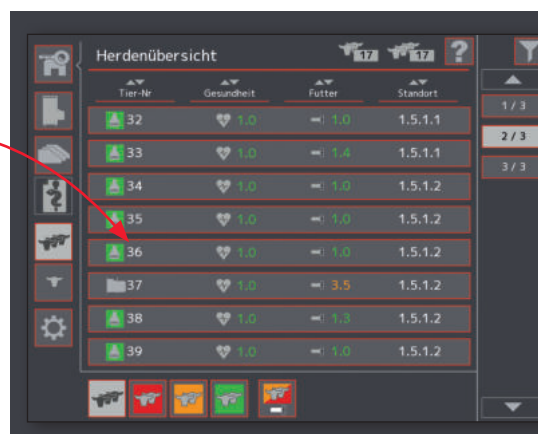 Herdenübersicht 17 17 ?
Tier-Nr Gesundheit Futter Standort
32 1.0 1.0 1.5.1.1
33 1.0 1.4 1.5.1.1
34 1.0 1.0 1.5.1.2
35 1.0 1.0 1.5.1.2
36 1.0 1.0 1.5.1.2
37 1.0 3.5 1.5.1.2
38 1.0 1.3 1.5.1.2
39 1.0 1.0 1.5.1.2
1 / 3
2 / 3
3 / 3